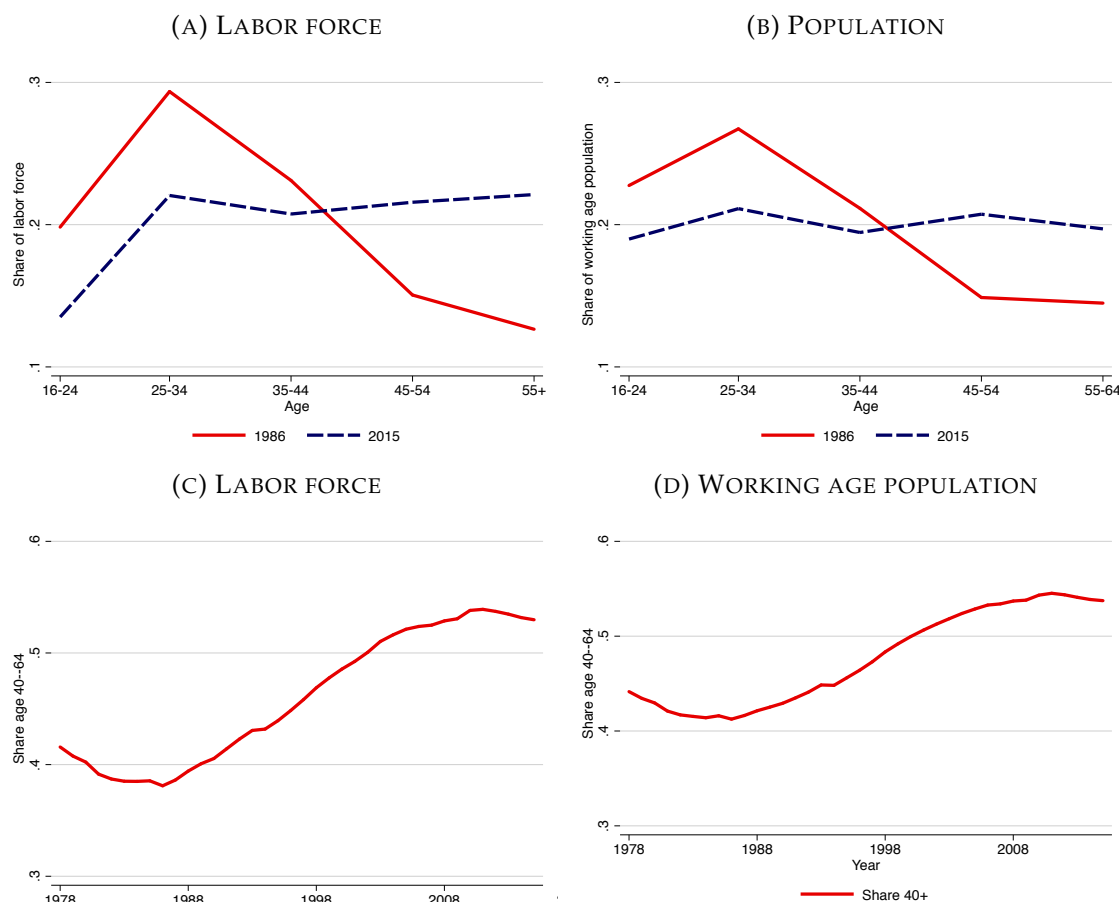 (A) LABOR FORCE
Share of labor force
.3
.2
.1
16-24 25-34 35-44 45-54 55+
Age
1986 2015
(B) POPULATION
Share of working age population
.3
.2
.1
16-24 25-34 35-44 45-54 55-64
Age
1986 2015
(C) LABOR FORCE
Share age 40--64
.6
.5
.4
.3
1978 1988 1998 2008
(D) WORKING AGE POPULATION
Share age 40--64
.6
.5
.4
.3
1978 1988 1998 2008
Year
Share 40+